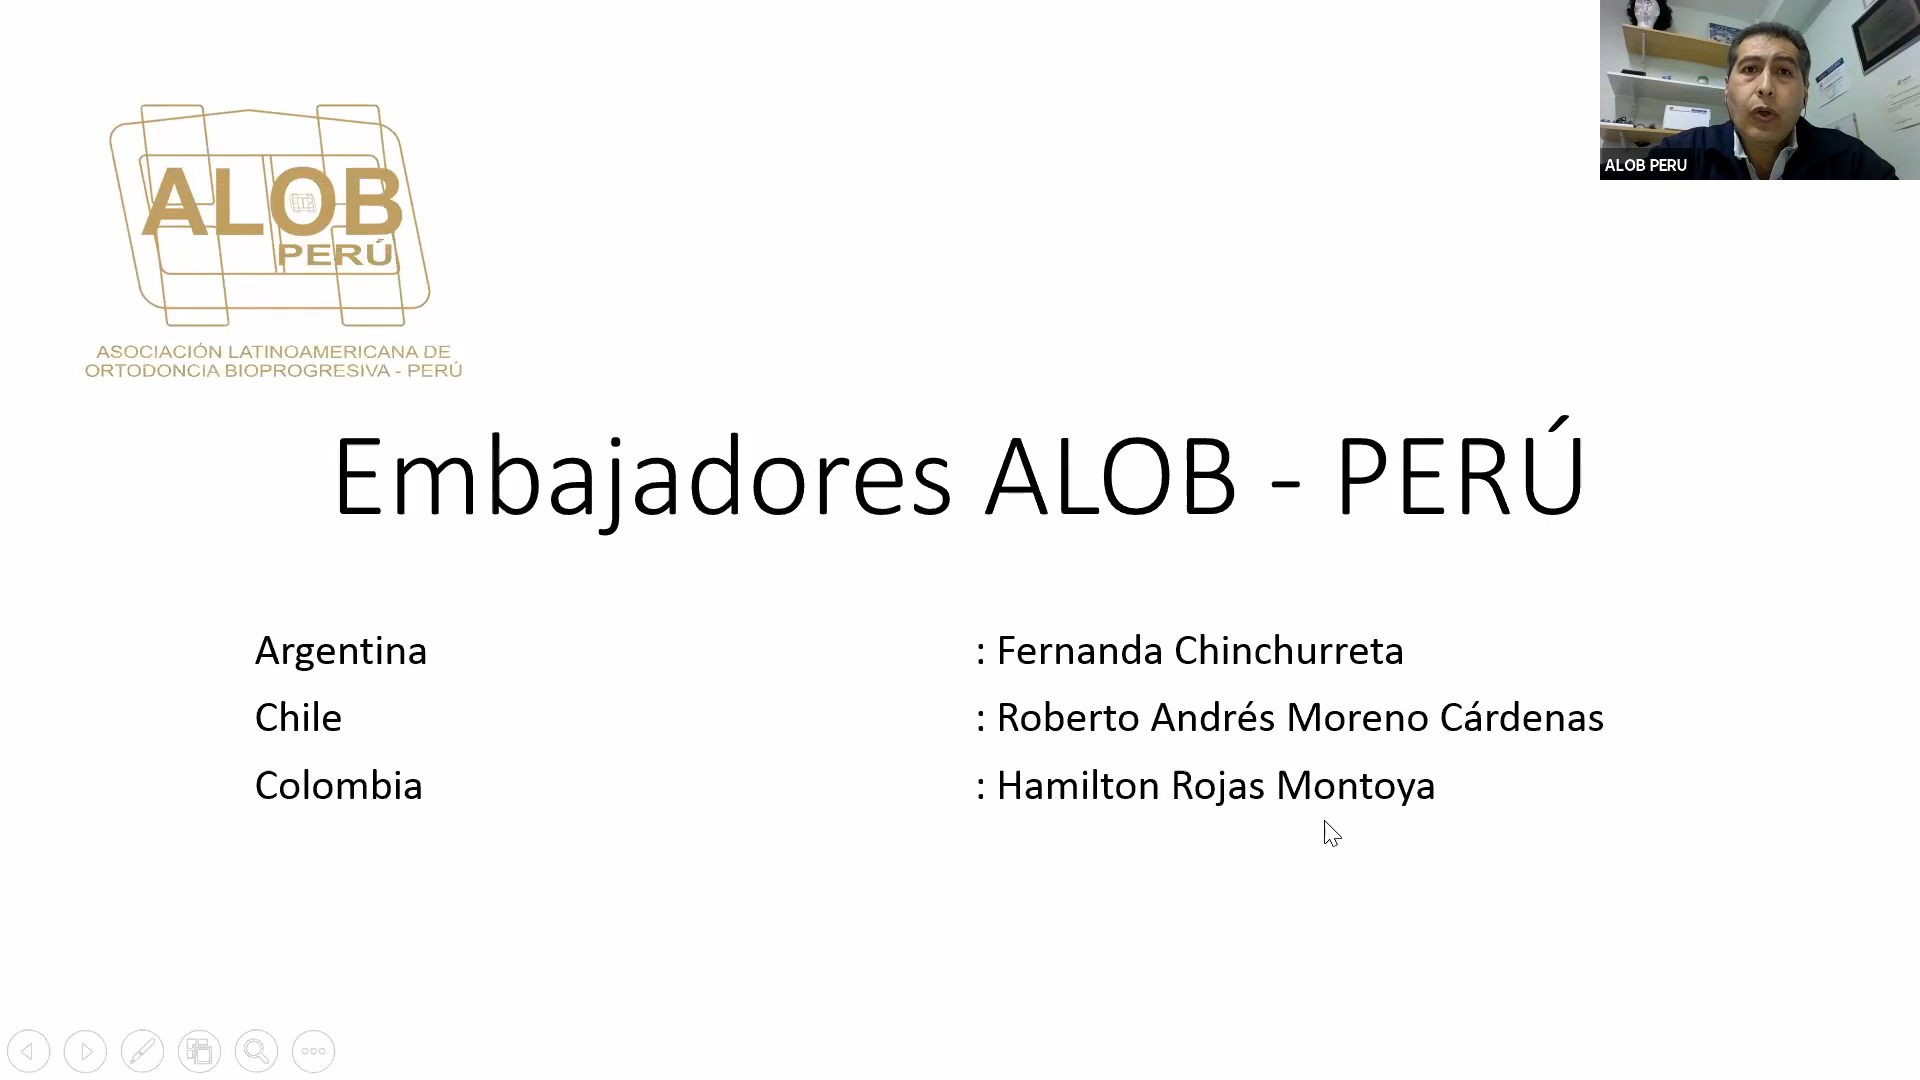 ALOB PERU
ALOB
PERÚ
ASOCIACIÓN LATINOAMERICANA DE
ORTODONCIA BIOPROGRESIVA - PERÚ
Embajadores ALOB - PERÚ
Argentina : Fernanda Chinchurreta
Chile : Roberto Andrés Moreno Cárdenas
Colombia : Hamilton Rojas Montoya